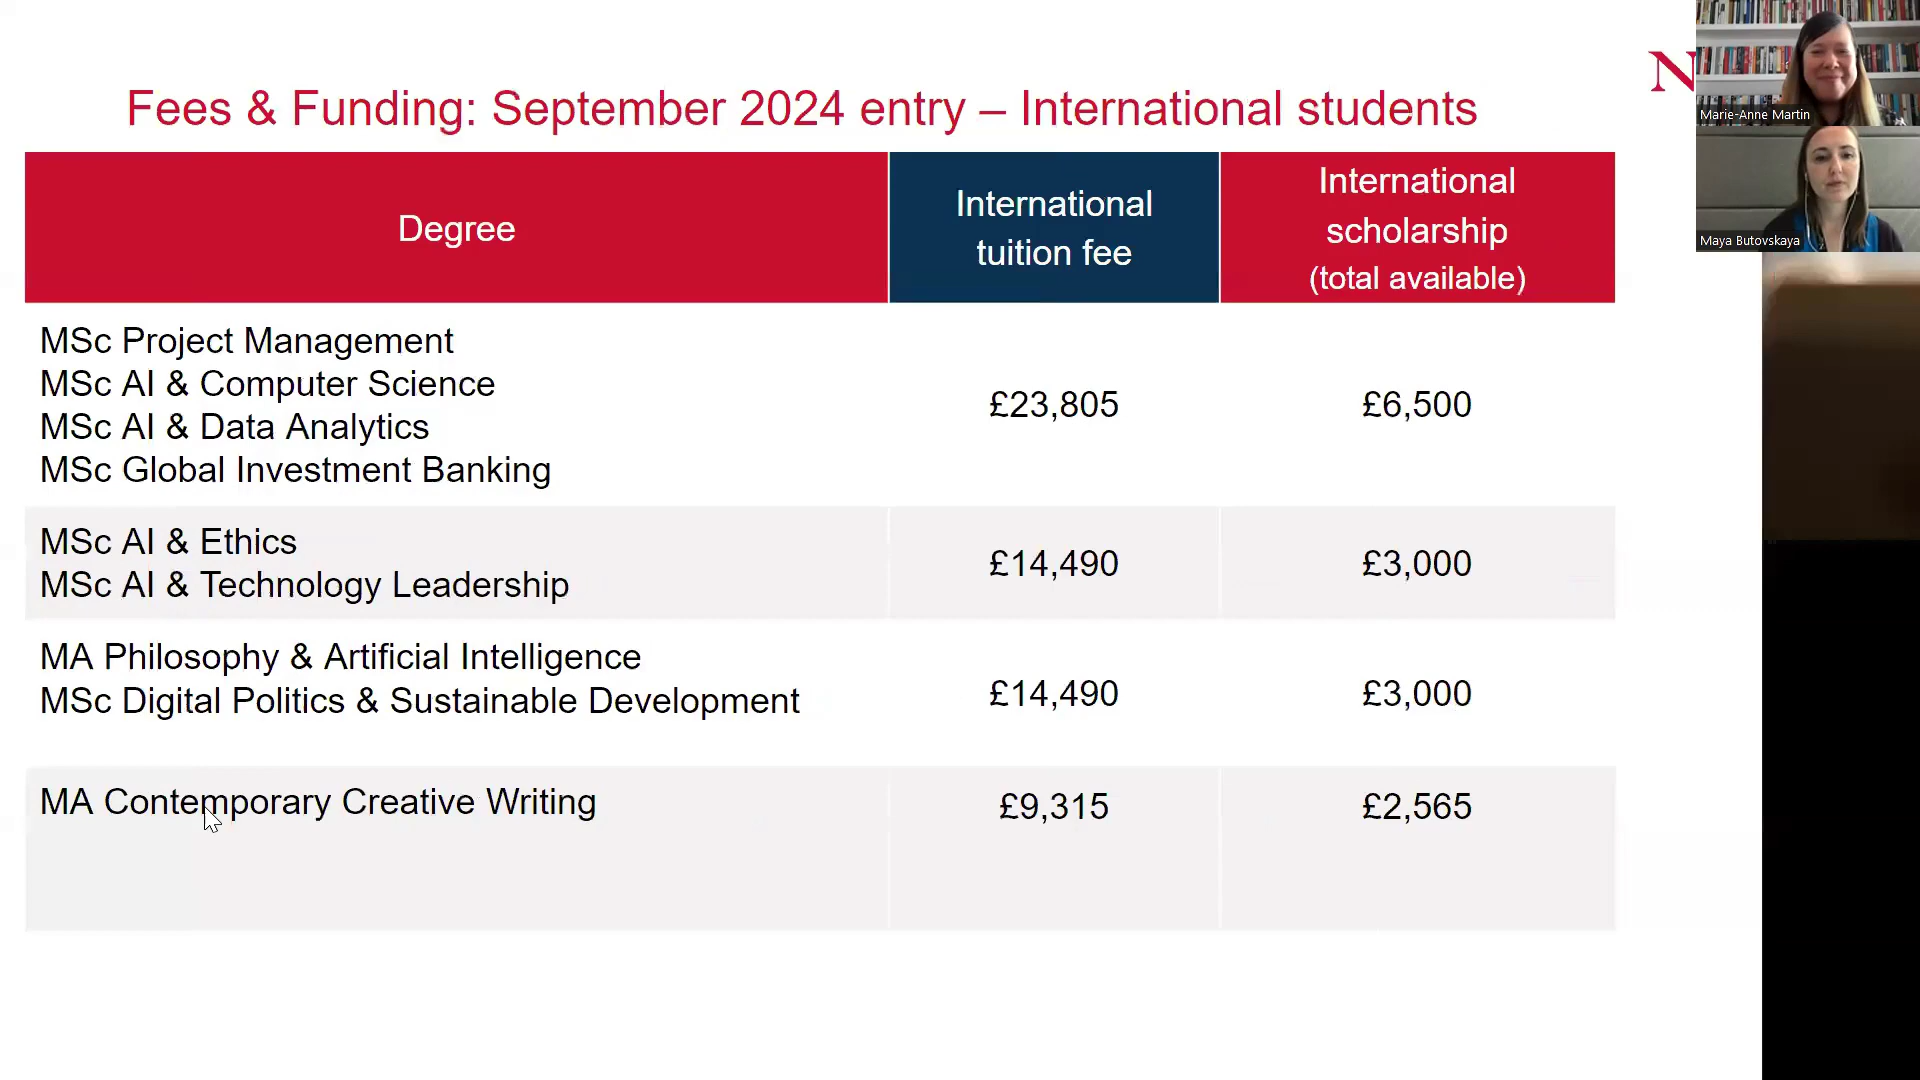 Fees & Funding: September 2024 entry – International students
N
Marie-Anne Martin
Maya Butovskaya
Degree
International
tuition fee
International
scholarship
(total available)
MSc Project Management
MSc AI & Computer Science
MSc AI & Data Analytics
MSc Global Investment Banking
£23,805
£6,500
MSc AI & Ethics
MSc AI & Technology Leadership
£14,490
£3,000
MA Philosophy & Artificial Intelligence
MSc Digital Politics & Sustainable Development
£14,490
£3,000
MA Contemporary Creative Writing
£9,315
£2,565